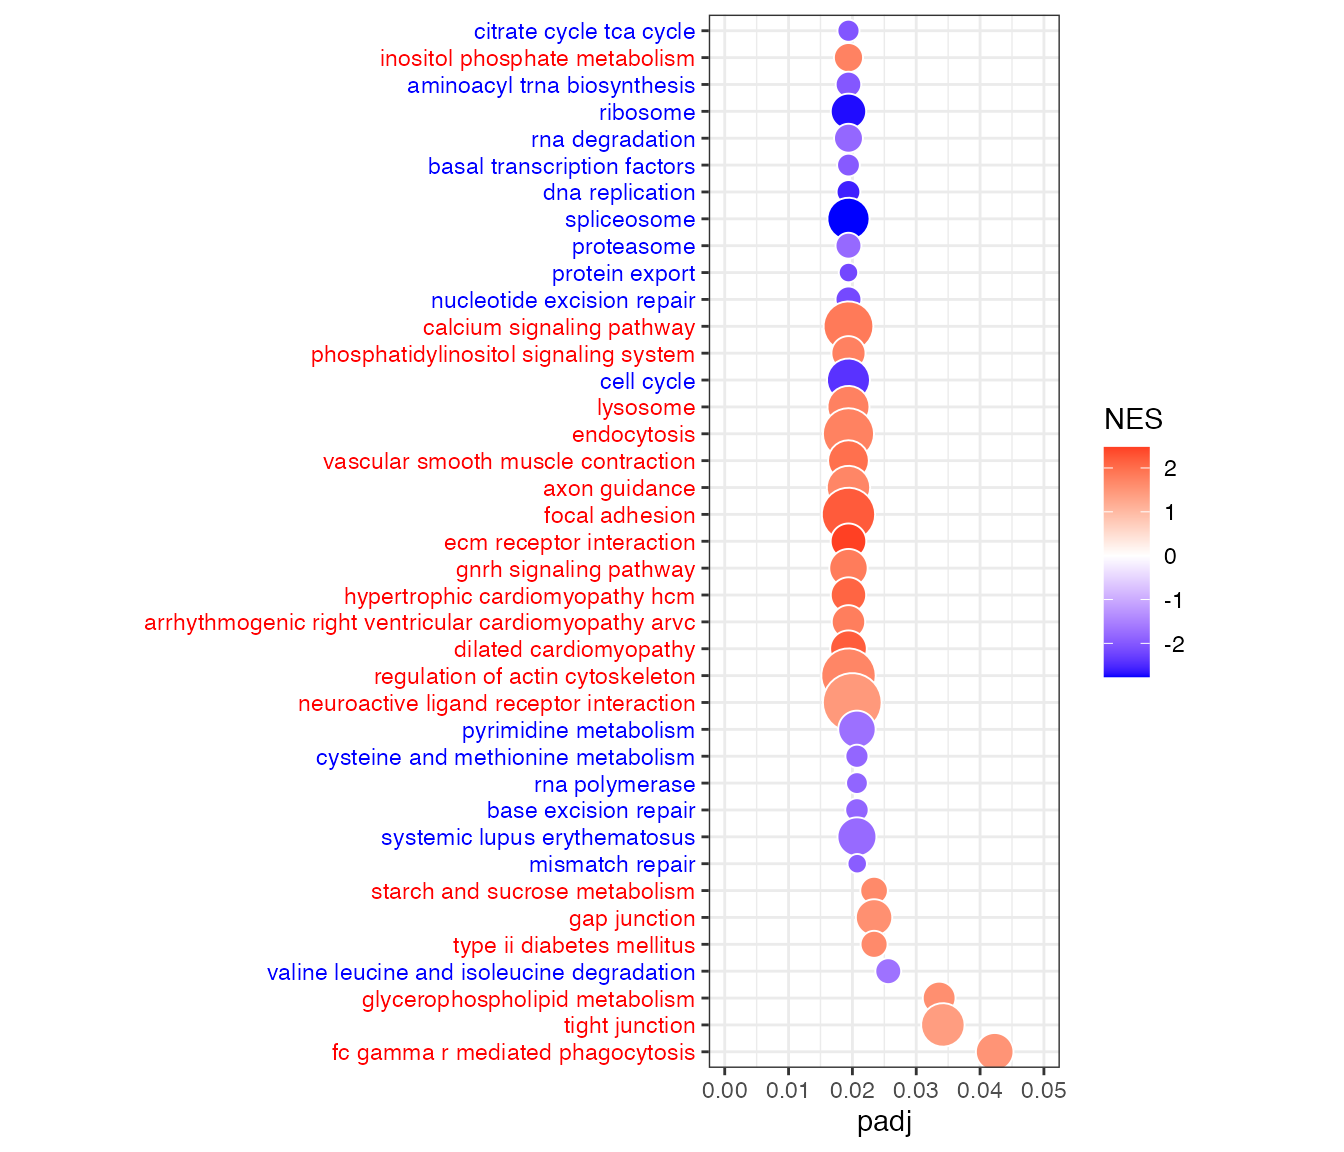 citrate cycle tca cycle
inositol phosphate metabolism
aminoacyl trna biosynthesis
ribosome
rna degradation
basal transcription factors
dna replication
spliceosome
proteasome
protein export
nucleotide excision repair
calcium signaling pathway
phosphatidylinositol signaling system
cell cycle
lysosome
endocytosis
vascular smooth muscle contraction
axon guidance
focal adhesion
ecm receptor interaction
gnrh signaling pathway
hypertrophic cardiomyopathy hcm
arrhythmogenic right ventricular cardiomyopathy arvc
dilated cardiomyopathy
regulation of actin cytoskeleton
neuroactive ligand receptor interaction
pyrimidine metabolism
cysteine and methionine metabolism
rna polymerase
base excision repair
systemic lupus erythematosus
mismatch repair
starch and sucrose metabolism
gap junction
type ii diabetes mellitus
valine leucine and isoleucine degradation
glycerophospholipid metabolism
tight junction
fc gamma r mediated phagocytosis
0.00 0.01 0.02 0.03 0.04 0.05
padj
NES
2
1
0
-1
-2